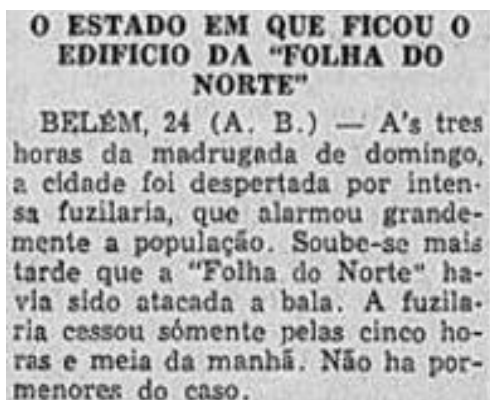 O ESTADO EM QUE FICOU O
EDIFICIO DA "FOLHA DO
NORTE"
BELÉM, 24 (A. B.) — A's tres
horas da madrugada de domingo,
a cidade foi despertada por inten-
sa fuzilaria, que alarmou grande-
mente a população. Soube-se mais
tarde que a "Folha do Norte" ha-
via sido atacada a bala. A fuzila-
ria cessou sómente pelas cinco ho-
ras e meia da manhã. Não ha por-
menores do caso.